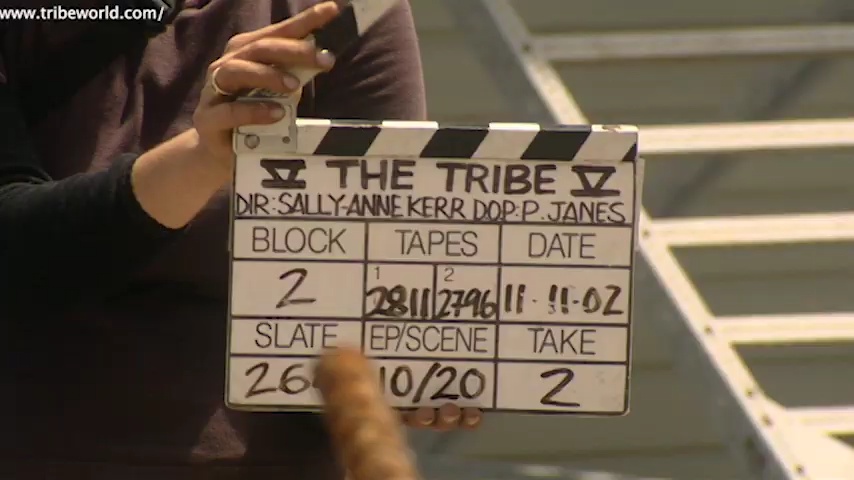 www.tribeworld.com/
V THE TRIBE V
DIR:SALLY-ANNE KERR DOP:P. JANES
BLOCK TAPES DATE
1 2
2 2811 2796 11-11-02
SLATE EP/SCENE TAKE
10/20 2